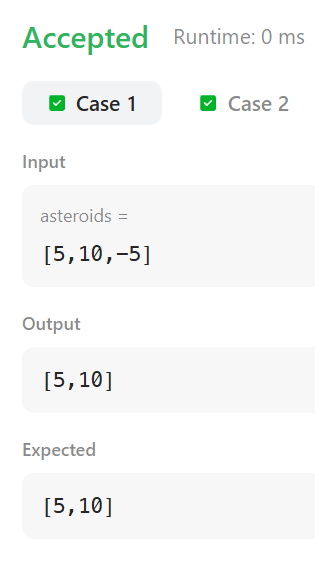 Accepted Runtime: 0 ms
Case 1 Case 2
Input
asteroids =
[5,10,-5]
Output
[5,10]
Expected
[5,10]